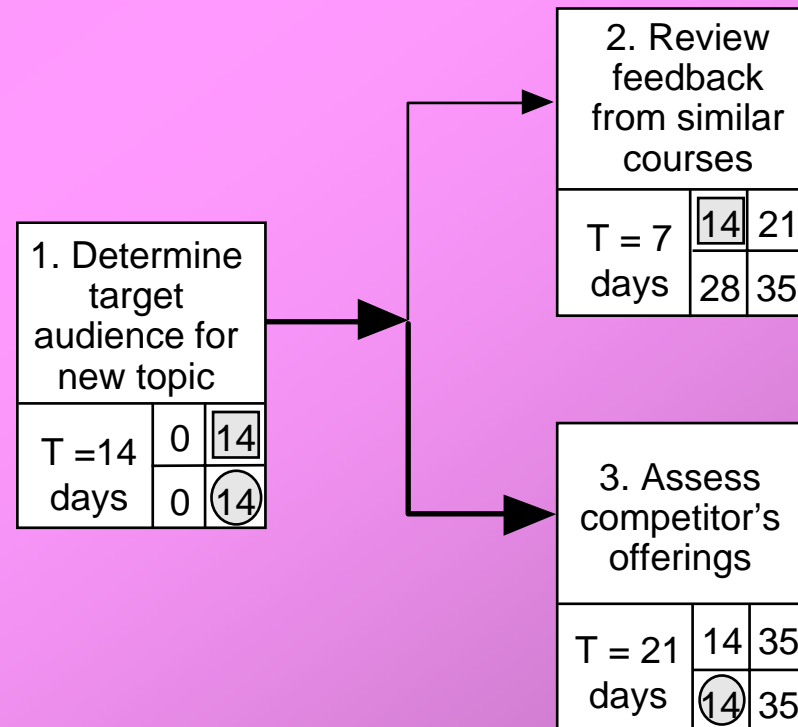 1. Determine
target
audience for
new topic
T =14
days
0 14
0 14
2. Review
feedback
from similar
courses
T = 7
days
14 21
28 35
3. Assess
competitor’s
offerings
T = 21
days
14 35
14 35